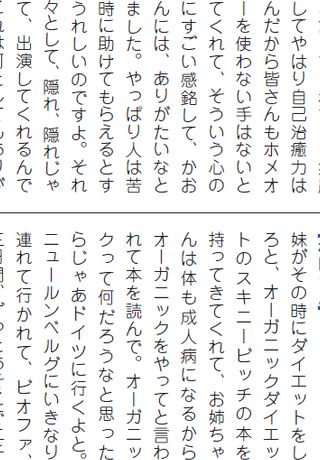 してやはり自己治癒力は
んだから皆さんもホメオ
ーを使わない手はないと
てくれて、そういう心の
にすごい感銘して、かお
んには、ありがたいなと
ました。やっぱり人は苦
時に助けてもらえるとす
うれしいのですよ。それ
々として、隠れ、隠れじゃ
て、出演してくれるんで
妹がその時にダイエットをし
ろと、オーガニックダイエッ
トのスキニービッチの本を
持ってきてくれて、お姉ちゃ
んは体も成人病になるから
オーガニックをやってと言わ
れて本を読んで。オーガニッ
クって何だろうなと思った
らじゃあドイツに行くよと。
ニュールンベルグにいきなり
連れて行かれて、ビオファ、